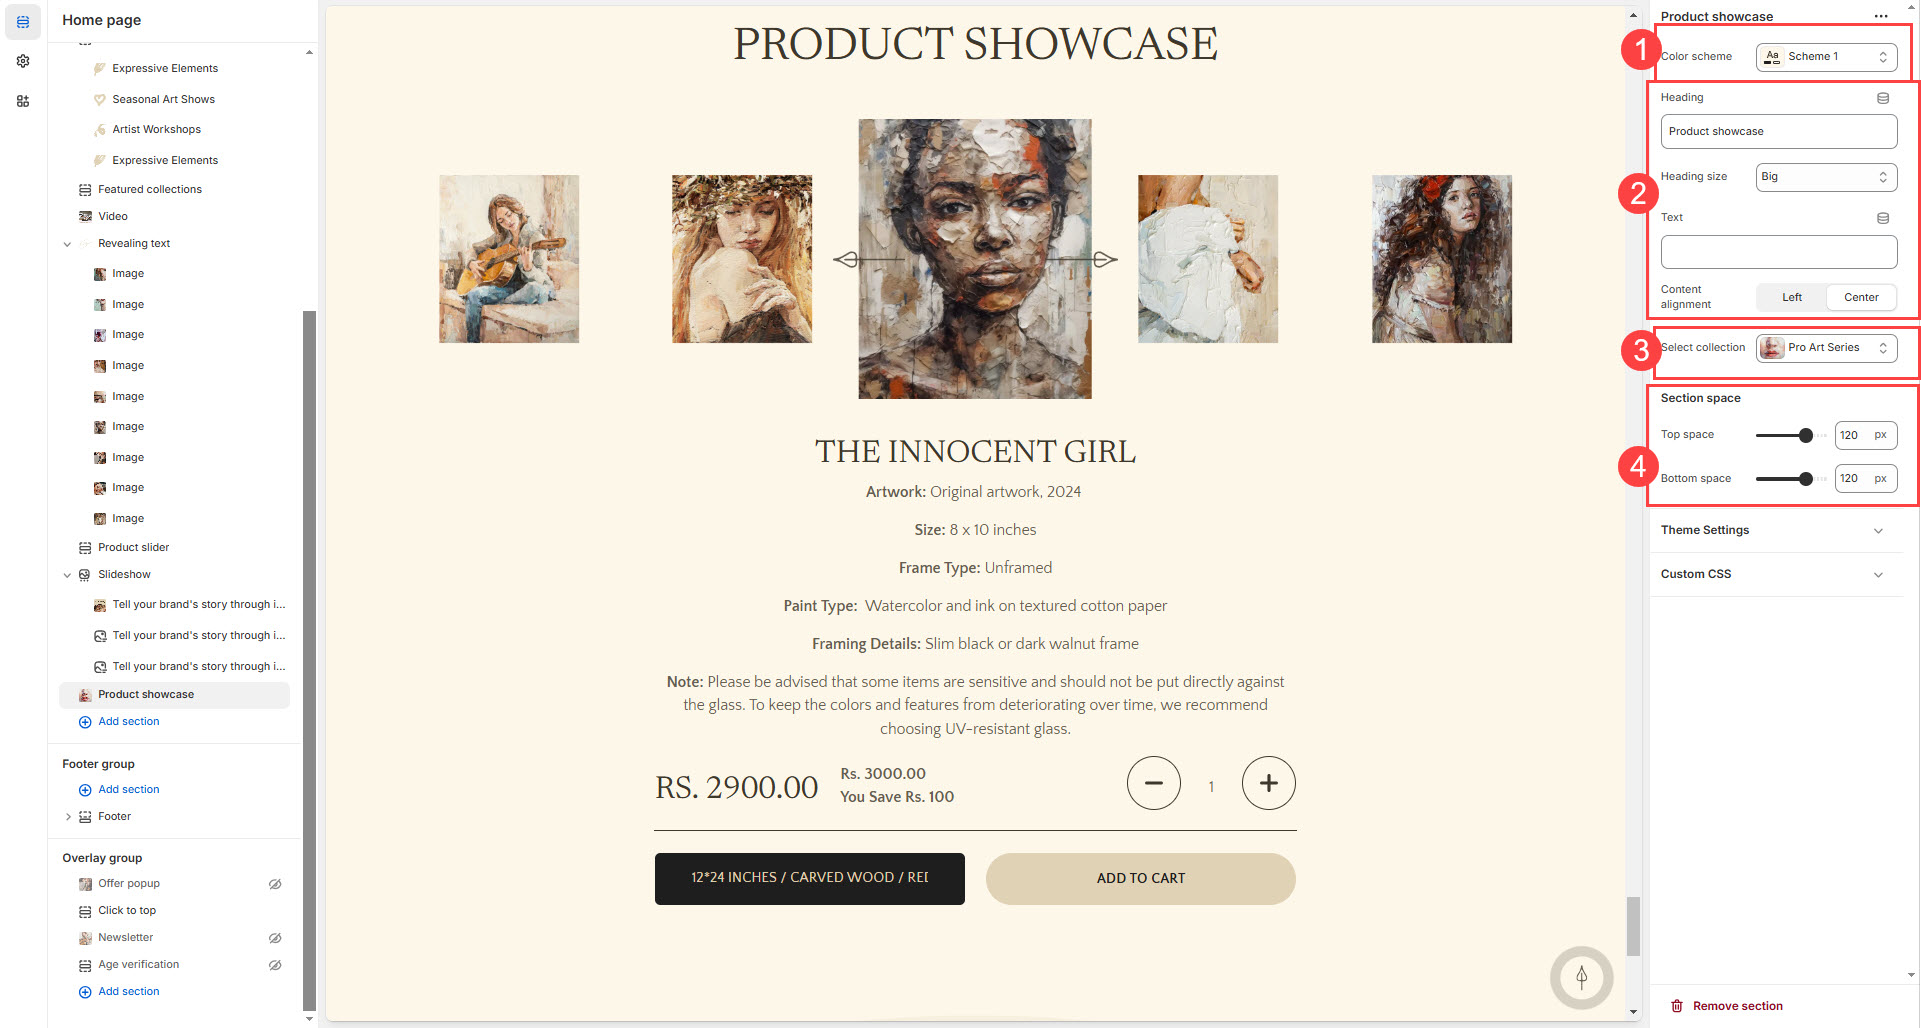 Home page
Expressive Elements
Seasonal Art Shows
Artist Workshops
Expressive Elements
Featured collections
Video
Revealing text
Image
Image
Image
Image
Image
Image
Image
Image
Image
Product slider
Slideshow
Tell your brand's story through i...
Tell your brand's story through i...
Tell your brand's story through i...
Product showcase
Add section
Footer group
Add section
Footer
Overlay group
Offer popup
Click to top
Newsletter
Age verification
Add section
PRODUCT SHOWCASE
THE INNOCENT GIRL
Artwork: Original artwork, 2024
Size: 8 x 10 inches
Frame Type: Unframed
Paint Type: Watercolor and ink on textured cotton paper
Framing Details: Slim black or dark walnut frame
Note: Please be advised that some items are sensitive and should not be put directly against
the glass. To keep the colors and features from deteriorating over time, we recommend
choosing UV-resistant glass.
RS. 2900.00
Rs. 3000.00
You Save Rs. 100
1
12*24 INCHES / CARVED WOOD / RED
ADD TO CART
Product showcase
1
Color scheme
Aa
Scheme 1
2
Heading
Product showcase
Heading size
Big
Text
Content
alignment
Left
Center
3
Select collection
Pro Art Series
4
Section space
Top space
120 px
Bottom space
120 px
Theme Settings
Custom CSS
Remove section